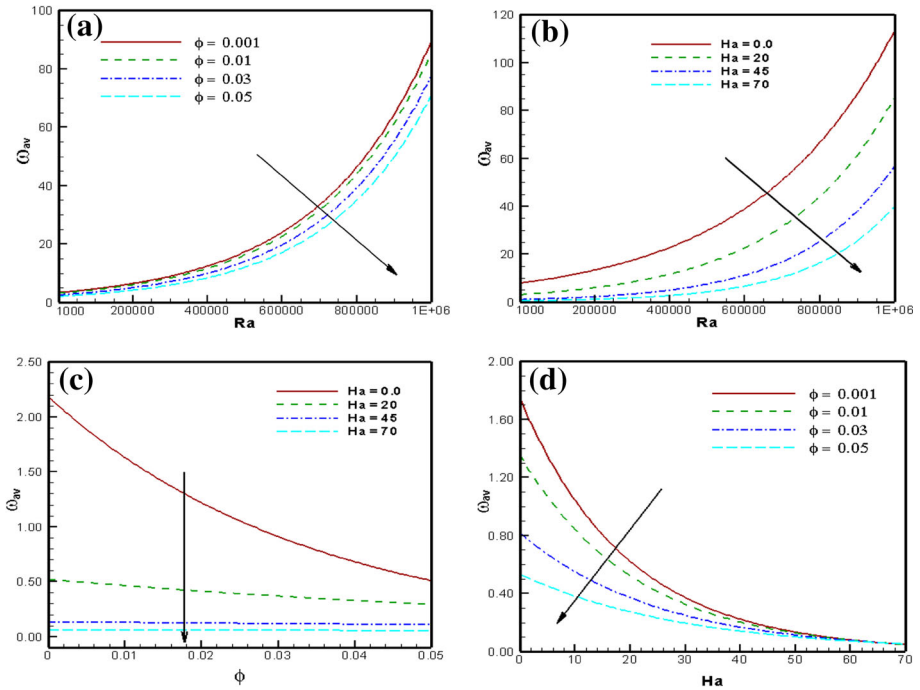 (a)
φ = 0.001
φ = 0.01
φ = 0.03
φ = 0.05
100
80
60
40
20
0
ωav
1000
200000
400000
600000
800000
1E+06
Ra
(b)
Ha = 0.0
Ha = 20
Ha = 45
Ha = 70
120
100
80
60
40
20
0
ωav
1000
200000
400000
600000
800000
1E+06
Ra
(c)
Ha = 0.0
Ha = 20
Ha = 45
Ha = 70
2.50
2.00
1.50
1.00
0.50
0.00
ωav
0
0.01
0.02
0.03
0.04
0.05
φ
(d)
φ = 0.001
φ = 0.01
φ = 0.03
φ = 0.05
2.00
1.60
1.20
0.80
0.40
0.00
ωav
0
10
20
30
40
50
60
70
Ha